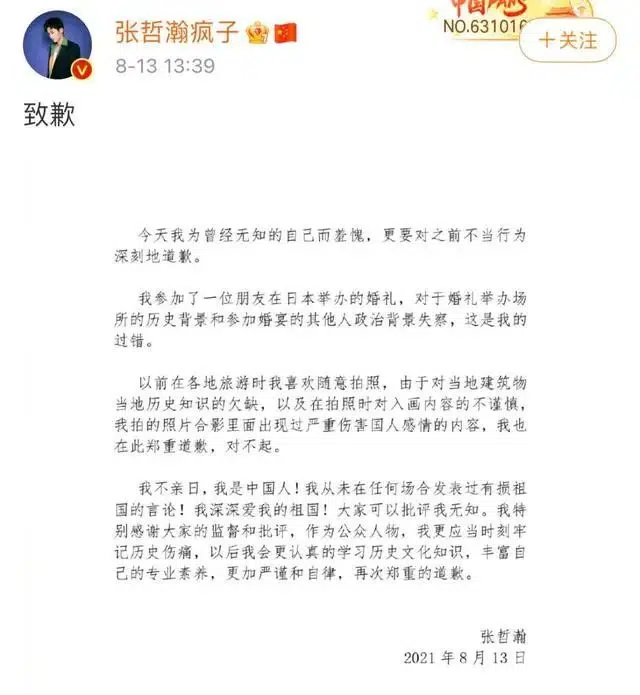 张哲瀚疯子
NO.631016
8-13 13:39
+关注
致歉
今天我为曾经无知的自己而羞愧，更要对之前不当行为
深刻地道歉。
我参加了一位朋友在日本举办的婚礼，对于婚礼举办场
所的历史背景和参加婚宴的其他人政治背景失察，这是我的
过错。
以前在各地旅游时我喜欢随意拍照，由于对当地建筑物
当地历史知识的欠缺，以及在拍照时对入画内容的不谨慎，
我拍的照片合影里面出现过严重伤害国人感情的内容，我也
在此郑重道歉，对不起。
我不亲日，我是中国人！我从未在任何场合发表过有损祖
国的言论！我深深爱我的祖国！大家可以批评我无知。我特
别感谢大家的监督和批评，作为公众人物，我更应当时刻牢
记历史伤痛，以后我会更认真的学习历史文化知识，丰富自
己的专业素养，更加严谨和自律，再次郑重的道歉。
张哲瀚
2021年8月13日